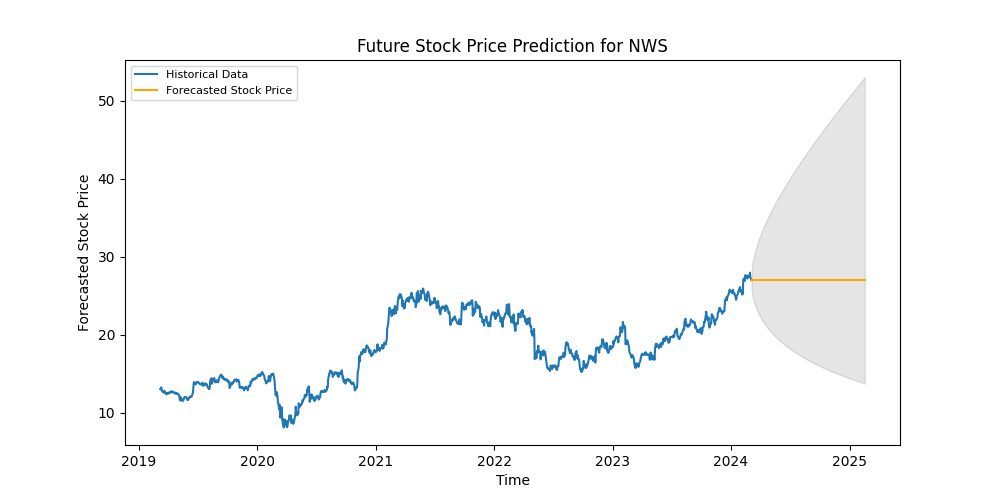 Future Stock Price Prediction for NWS
Historical Data
Forecasted Stock Price
50
40
30
20
10
Forecasted Stock Price
2019 2020 2021 2022 2023 2024 2025
Time